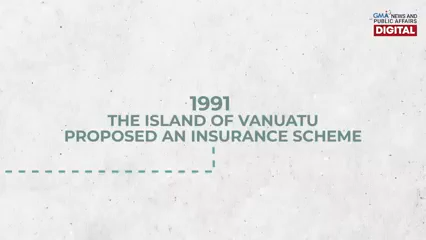 GMA NEWS AND
PUBLIC AFFAIRS
DIGITAL
1991
THE ISLAND OF VANUATU
PROPOSED AN INSURANCE SCHEME